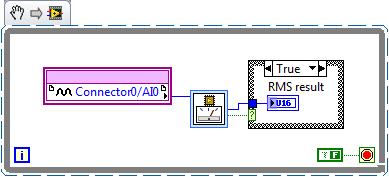 True
RMS result
Connector0/AI0
U16
?
i
? F